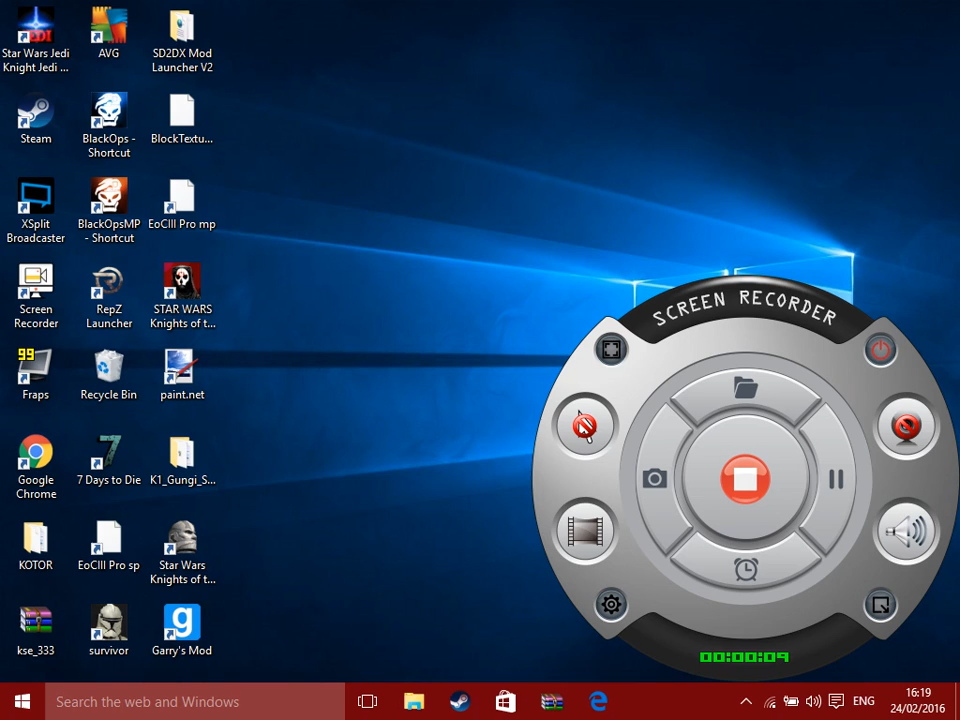 Star Wars Jedi
Knight Jedi ...
AVG
SD2DX Mod
Launcher V2
Steam
BlackOps -
Shortcut
BlockTextu...
XSplit
Broadcaster
BlackOpsMP
- Shortcut
EoCIII Pro mp
Screen
Recorder
RepZ
Launcher
STAR WARS
Knights of t...
99
Fraps
Recycle Bin
paint.net
Google
Chrome
7
7 Days to Die
K1_Gungi_S...
KOTOR
EoCIII Pro sp
Star Wars
Knights of t...
kse_333
survivor
g
Garry's Mod
SCREEN RECORDER
00:00:09
Search the web and Windows
ENG
16:19
24/02/2016